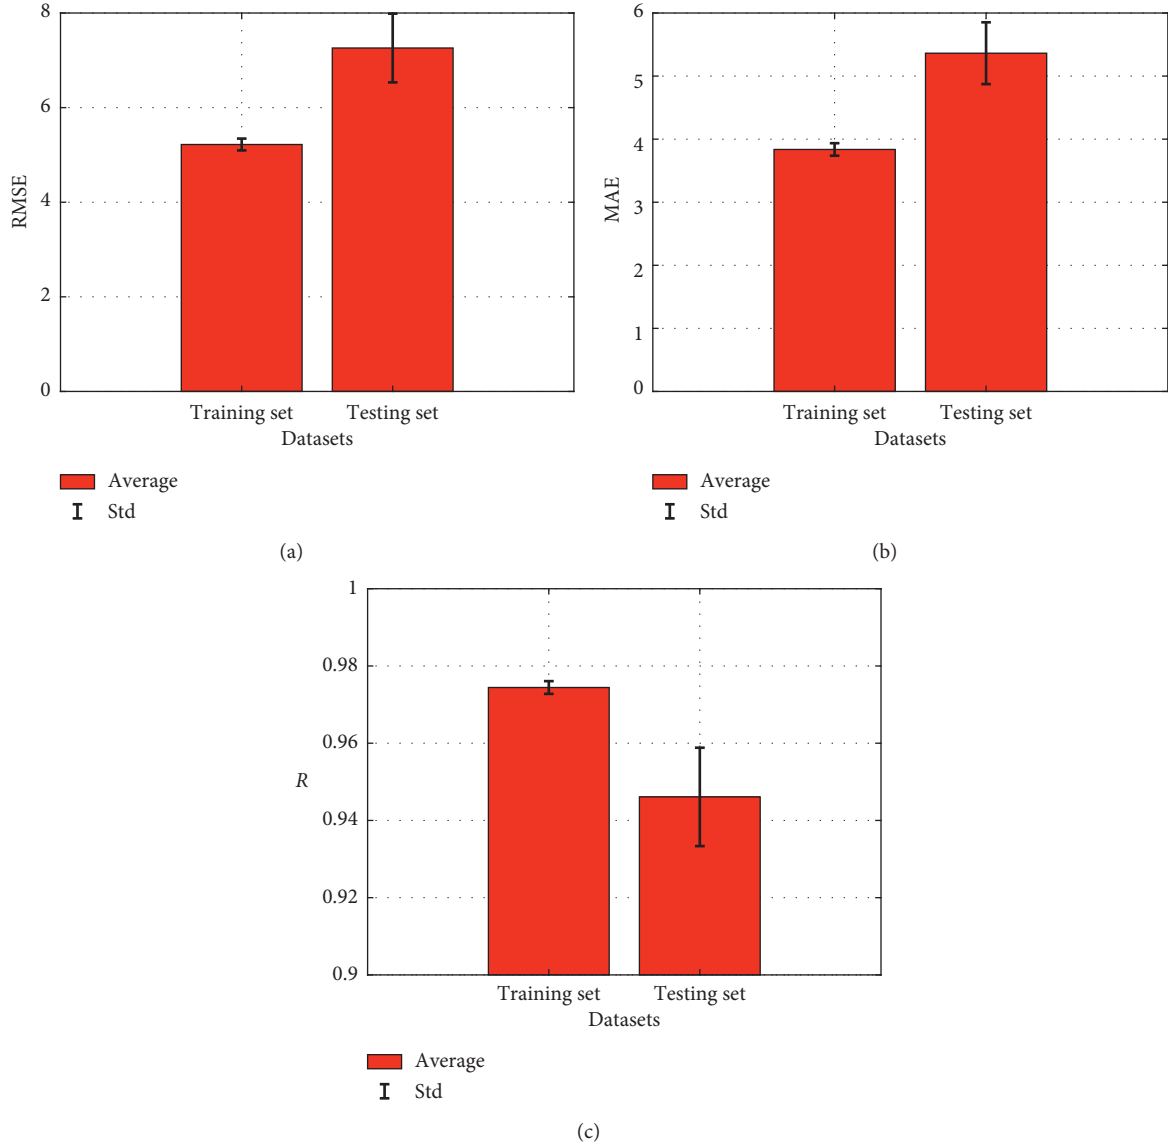 8
6
4
2
0
RMSE
Training set
Testing set
Datasets
Average
Std
(a)
6
5
4
3
2
1
0
MAE
Training set
Testing set
Datasets
Average
Std
(b)
1
0.98
0.96
0.94
0.92
0.9
R
Training set
Testing set
Datasets
Average
Std
(c)